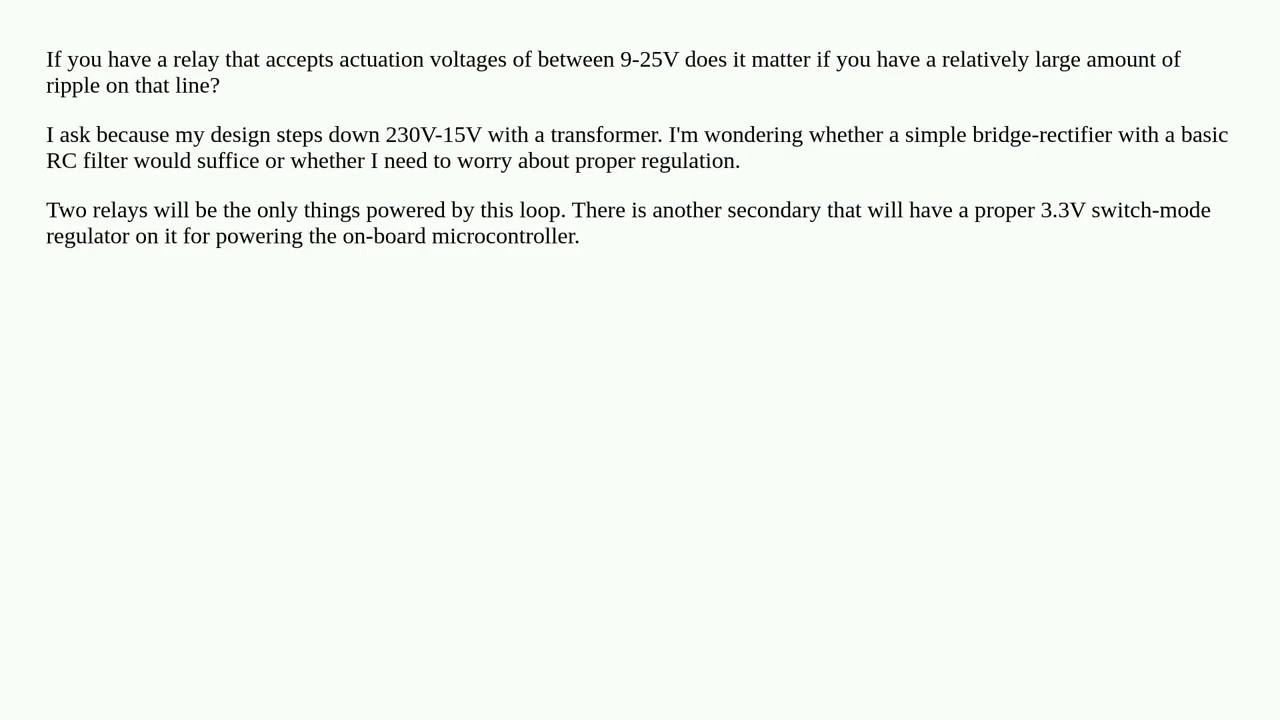 If you have a relay that accepts actuation voltages of between 9-25V does it matter if you have a relatively large amount of
ripple on that line?
I ask because my design steps down 230V-15V with a transformer. I'm wondering whether a simple bridge-rectifier with a basic
RC filter would suffice or whether I need to worry about proper regulation.
Two relays will be the only things powered by this loop. There is another secondary that will have a proper 3.3V switch-mode
regulator on it for powering the on-board microcontroller.